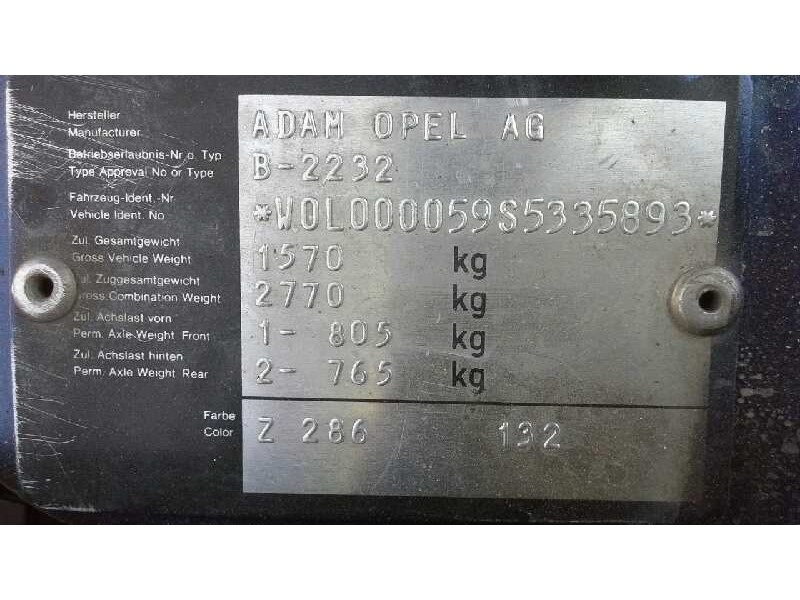 Hersteller
Manufacturer ADAM OPEL AG
Betriebserlaubnis-Nr o. Typ
Type Approval No or Type B-2232
Fahrzeug-Ident.-Nr
Vehicle Ident. No *W0L000059S5335893*
Zul. Gesamtgewicht
Gross Vehicle Weight 1570 kg
Zul. Zuggesamtgewicht
Gross Combination Weight 2770 kg
Zul. Achslast vorn
Perm. Axle Weight Front 1- 805 kg
Zul. Achslast hinten
Perm. Axle Weight Rear 2- 765 kg
Farbe
Color Z 286 132